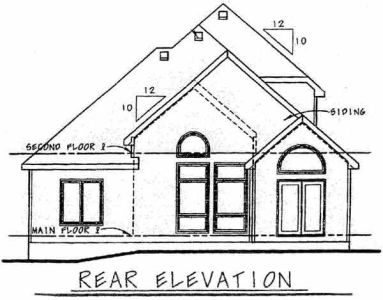 12
10
12
10
SIDING
SECOND FLOOR
MAIN FLOOR
REAR ELEVATION